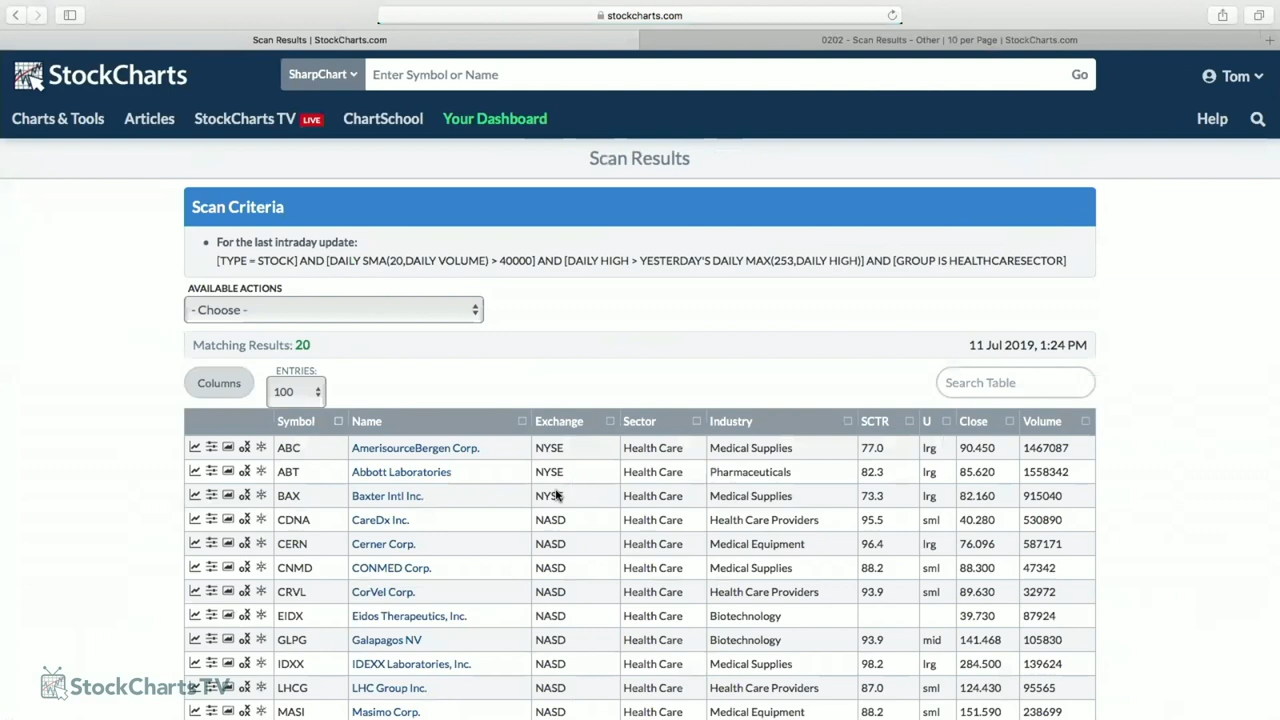 stockcharts.com
Scan Results | StockCharts.com
0202 - Scan Results - Other | 10 per Page | StockCharts.com
StockCharts
SharpChart
Enter Symbol or Name
Go
Tom
Charts & Tools
Articles
StockCharts TV LIVE
ChartSchool
Your Dashboard
Help
Scan Results
Scan Criteria
For the last intraday update:
[TYPE = STOCK] AND [DAILY SMA(20,DAILY VOLUME) > 40000] AND [DAILY HIGH > YESTERDAY'S DAILY MAX(253,DAILY HIGH)] AND [GROUP IS HEALTHCARESECTOR]
AVAILABLE ACTIONS
- Choose -
Matching Results: 20
11 Jul 2019, 1:24 PM
Columns
ENTRIES:
100
Search Table
Symbol Name Exchange Sector Industry SCTR U Close Volume
ABC AmerisourceBergen Corp. NYSE Health Care Medical Supplies 77.0 lrg 90.450 1467087
ABT Abbott Laboratories NYSE Health Care Pharmaceuticals 82.3 lrg 85.620 1558342
BAX Baxter Intl Inc. NYSE Health Care Medical Supplies 73.3 lrg 82.160 915040
CDNA CareDx Inc. NASD Health Care Health Care Providers 95.5 sml 40.280 530890
CERN Cerner Corp. NASD Health Care Medical Equipment 96.4 lrg 76.096 587171
CNMD CONMED Corp. NASD Health Care Medical Supplies 88.2 sml 88.300 47342
CRVL CorVel Corp. NASD Health Care Health Care Providers 93.9 sml 89.630 32972
EIDX Eidos Therapeutics, Inc. NASD Health Care Biotechnology 39.730 87924
GLPG Galapagos NV NASD Health Care Biotechnology 93.9 mid 141.468 105830
IDXX IDEXX Laboratories, Inc. NASD Health Care Medical Supplies 98.2 lrg 284.500 139624
LHCG LHC Group Inc. NASD Health Care Health Care Providers 87.0 sml 124.430 95565
MASI Masimo Corp. NASD Health Care Medical Equipment 88.2 sml 151.590 238699
StockChartsTV